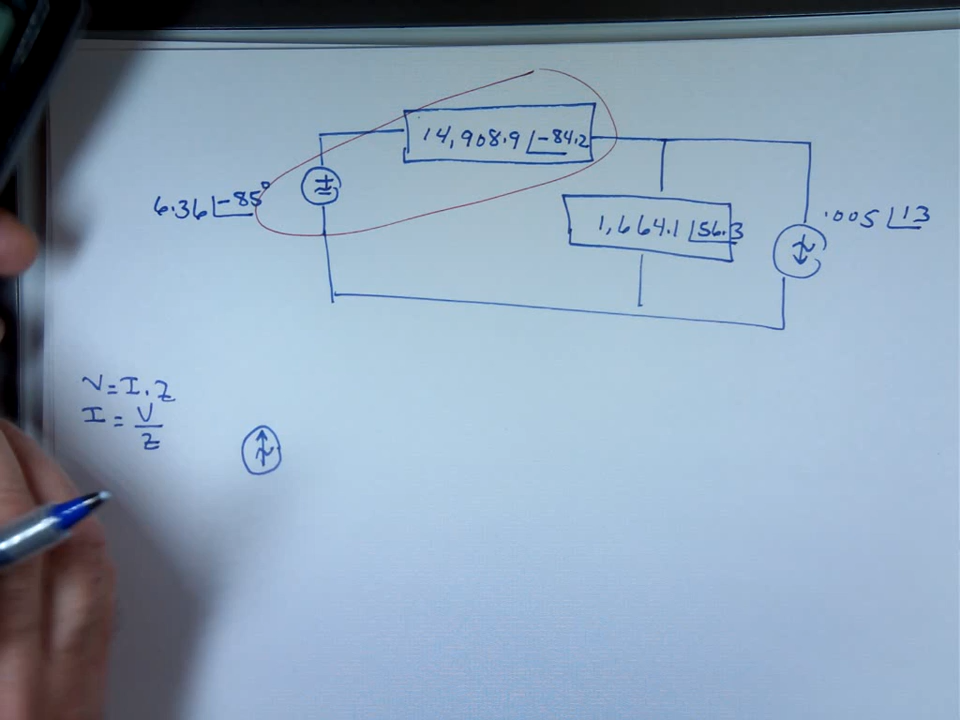 14,908.9 ∠-84.2
6.36 ∠-85°
1,664.1 ∠56.3
.005 ∠13
V = I.Z
I = V/Z